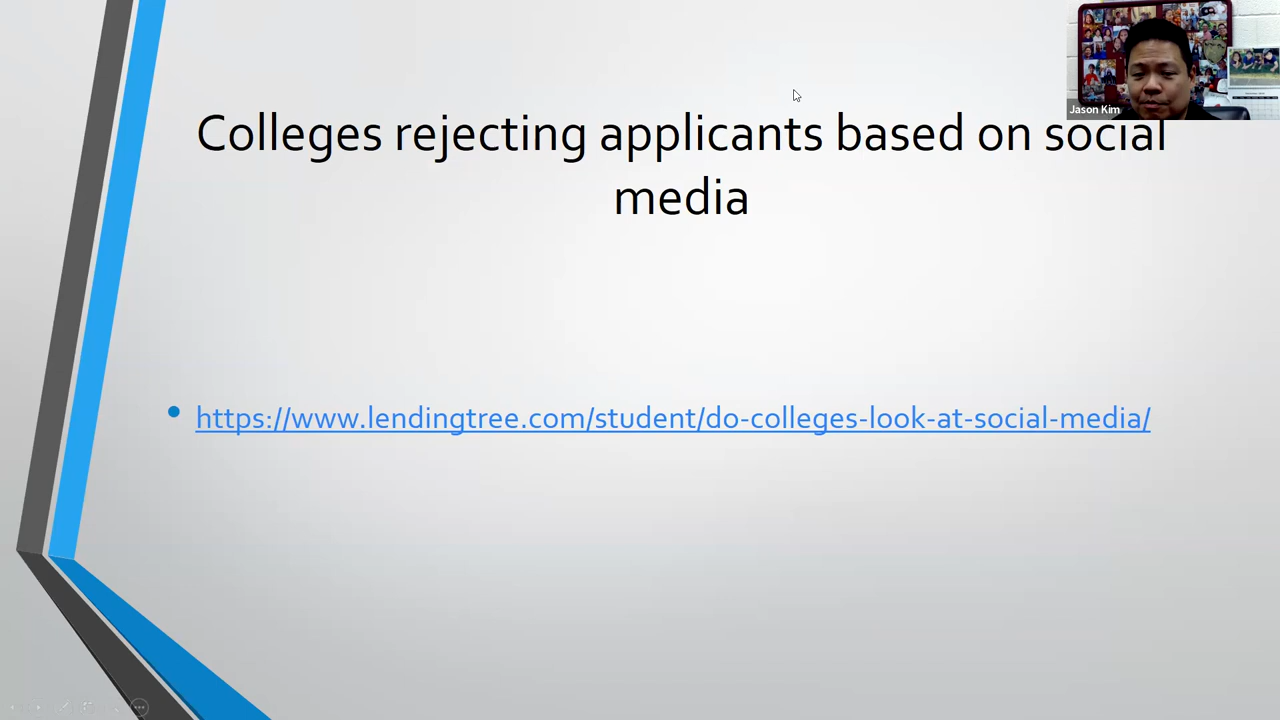 Jason Kim
Colleges rejecting applicants based on social
media
https://www.lendingtree.com/student/do-colleges-look-at-social-media/